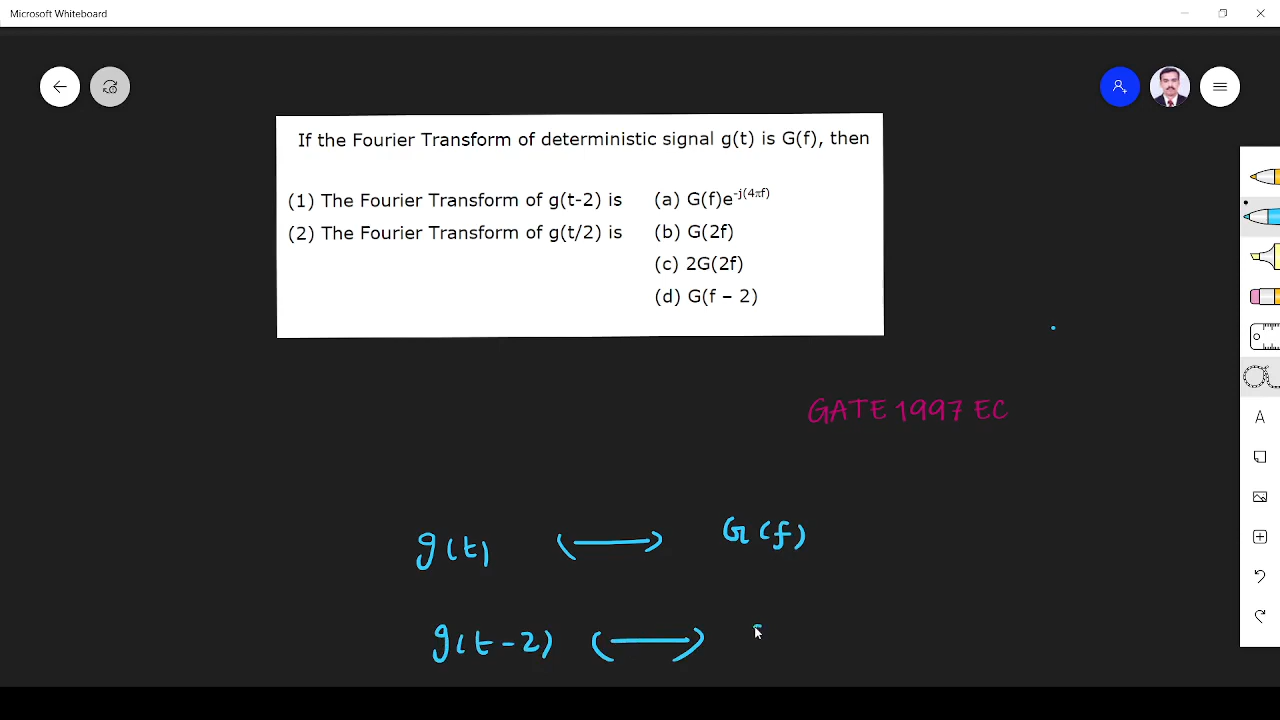 Microsoft Whiteboard
If the Fourier Transform of deterministic signal g(t) is G(f), then
(1) The Fourier Transform of g(t-2) is (a) G(f)e^-j(4πf)
(2) The Fourier Transform of g(t/2) is (b) G(2f)
(c) 2G(2f)
(d) G(f – 2)
GATE 1997 EC
g(t) ⟷ G(f)
g(t-2) ⟷